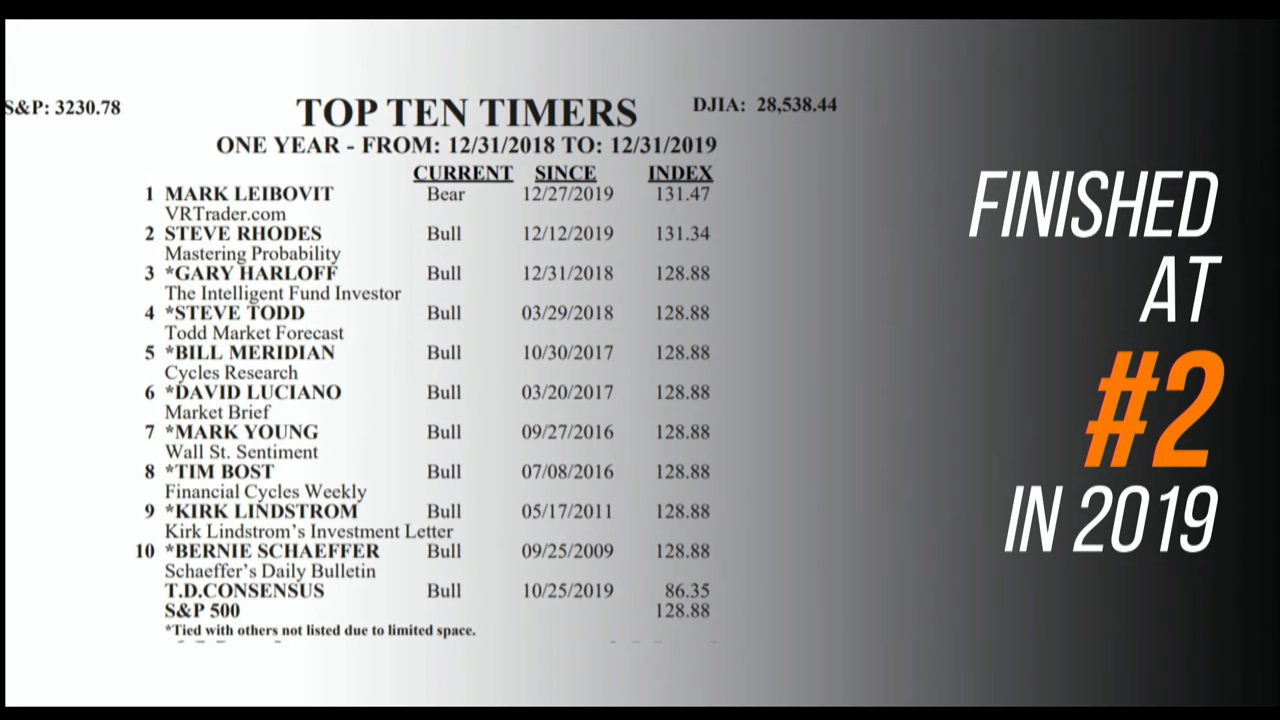 S&P: 3230.78
TOP TEN TIMERS
DJIA: 28,538.44
ONE YEAR - FROM: 12/31/2018 TO: 12/31/2019
CURRENT SINCE INDEX
1 MARK LEIBOVIT Bear 12/27/2019 131.47
VRTrader.com
2 STEVE RHODES Bull 12/12/2019 131.34
Mastering Probability
3 *GARY HARLOFF Bull 12/31/2018 128.88
The Intelligent Fund Investor
4 *STEVE TODD Bull 03/29/2018 128.88
Todd Market Forecast
5 *BILL MERIDIAN Bull 10/30/2017 128.88
Cycles Research
6 *DAVID LUCIANO Bull 03/20/2017 128.88
Market Brief
7 *MARK YOUNG Bull 09/27/2016 128.88
Wall St. Sentiment
8 *TIM BOST Bull 07/08/2016 128.88
Financial Cycles Weekly
9 *KIRK LINDSTROM Bull 05/17/2011 128.88
Kirk Lindstrom's Investment Letter
10 *BERNIE SCHAEFFER Bull 09/25/2009 128.88
Schaeffer's Daily Bulletin
T.D.CONSENSUS Bull 10/25/2019 86.35
S&P 500 128.88
*Tied with others not listed due to limited space.
FINISHED
AT
#2
IN 2019